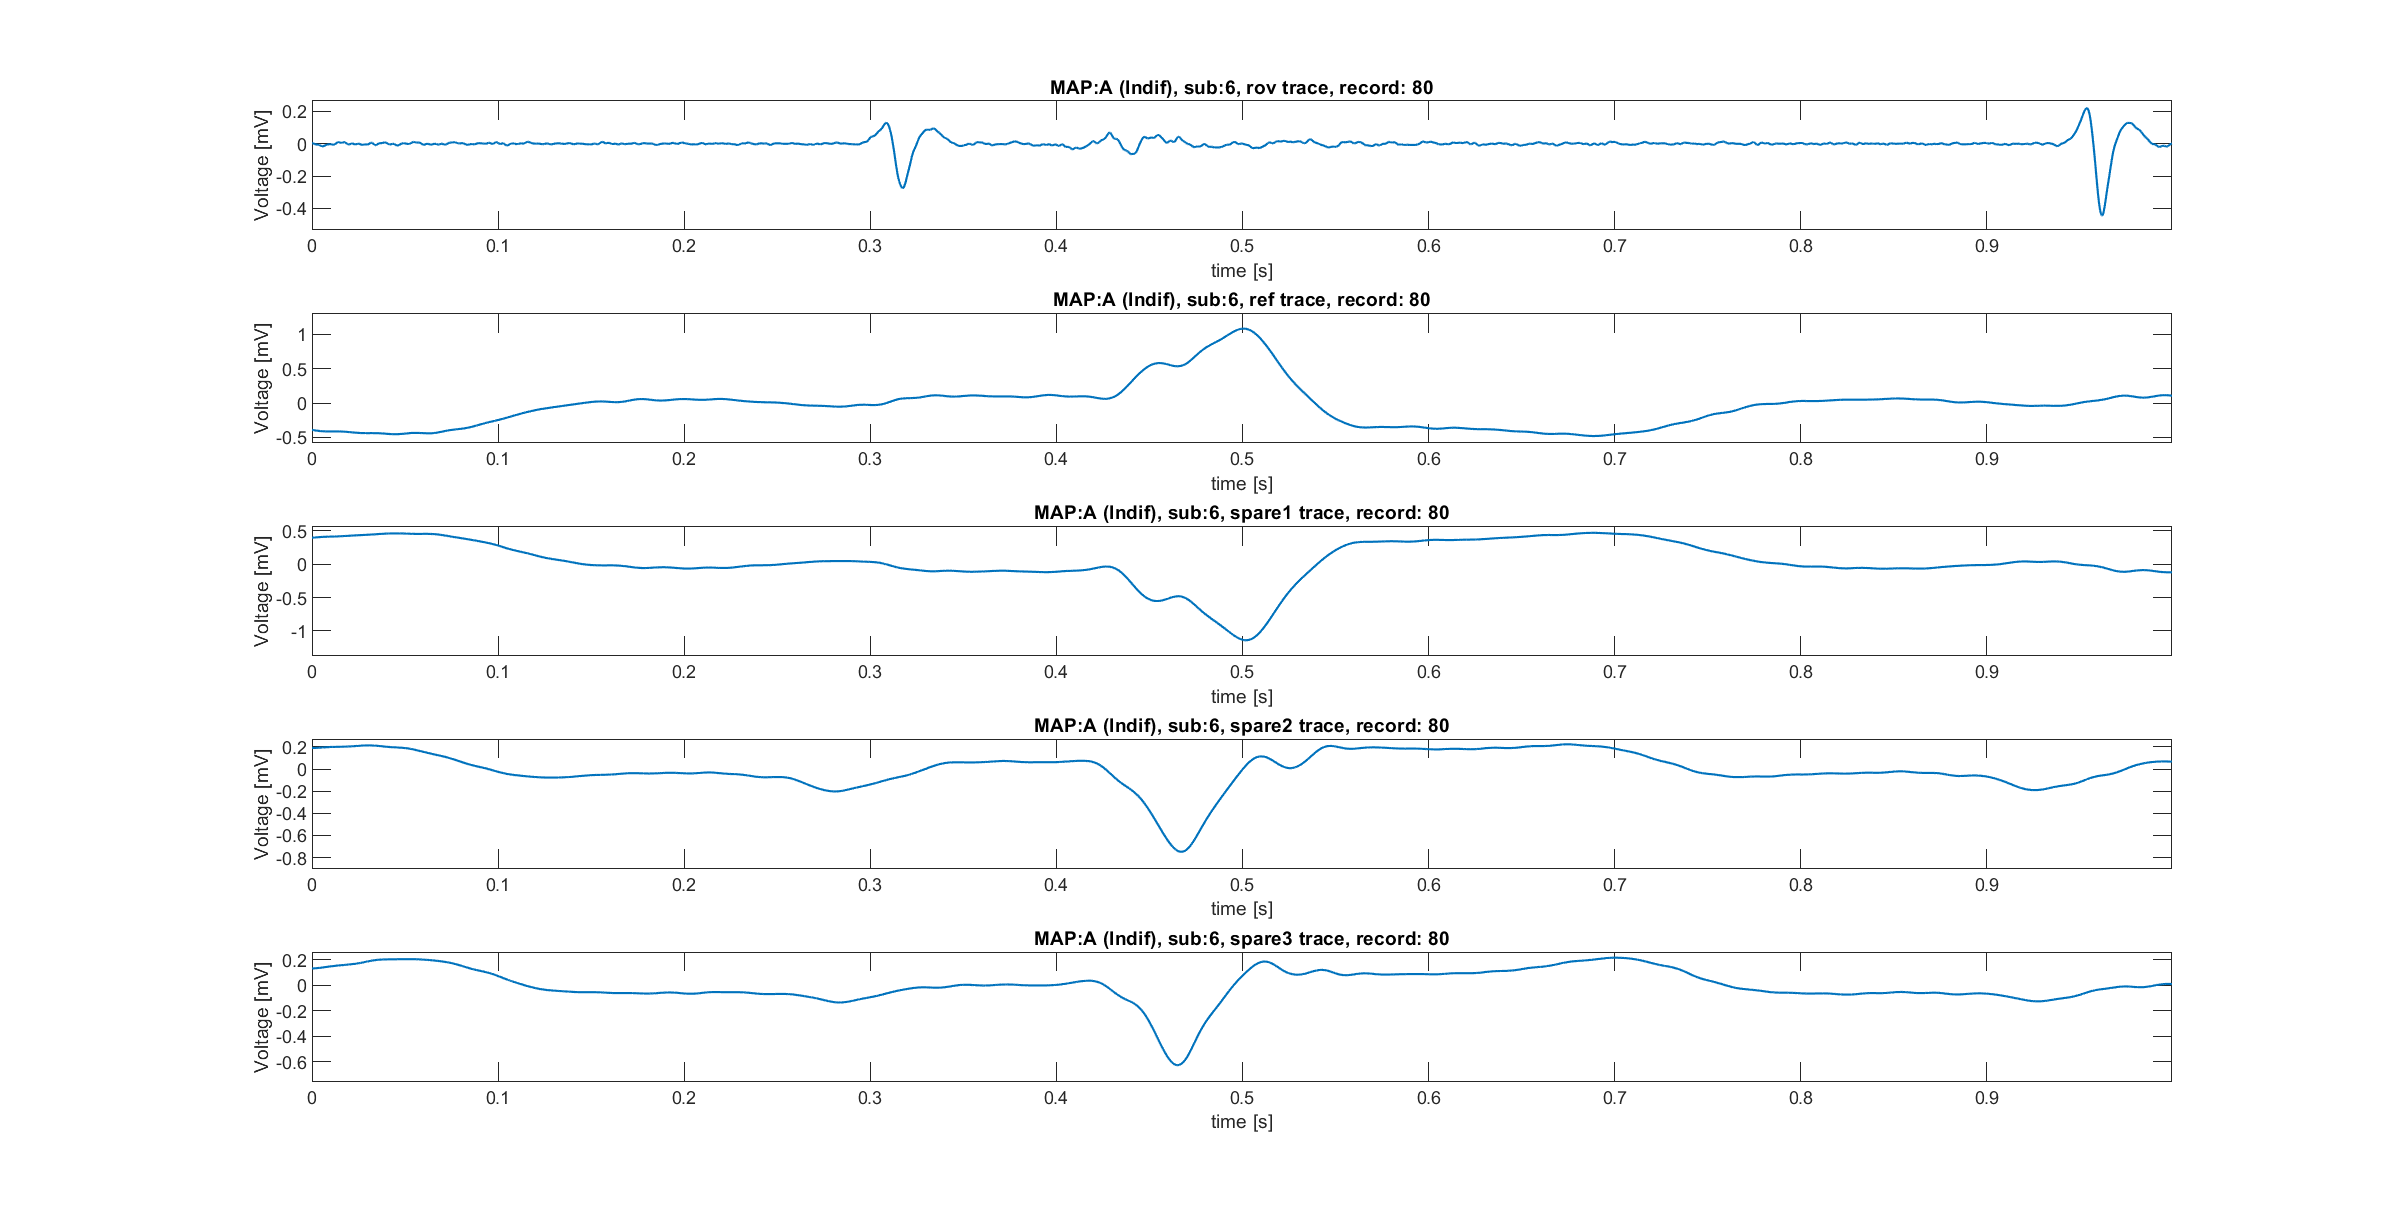 MAP:A (Indif), sub:6, rov trace, record: 80
Voltage [mV]
0.2
0
-0.2
-0.4
0 0.1 0.2 0.3 0.4 0.5 0.6 0.7 0.8 0.9
time [s]
MAP:A (Indif), sub:6, ref trace, record: 80
Voltage [mV]
1
0.5
0
-0.5
0 0.1 0.2 0.3 0.4 0.5 0.6 0.7 0.8 0.9
time [s]
MAP:A (Indif), sub:6, spare1 trace, record: 80
Voltage [mV]
0.5
0
-0.5
-1
0 0.1 0.2 0.3 0.4 0.5 0.6 0.7 0.8 0.9
time [s]
MAP:A (Indif), sub:6, spare2 trace, record: 80
Voltage [mV]
0.2
0
-0.2
-0.4
-0.6
-0.8
0 0.1 0.2 0.3 0.4 0.5 0.6 0.7 0.8 0.9
time [s]
MAP:A (Indif), sub:6, spare3 trace, record: 80
Voltage [mV]
0.2
0
-0.2
-0.4
-0.6
0 0.1 0.2 0.3 0.4 0.5 0.6 0.7 0.8 0.9
time [s]